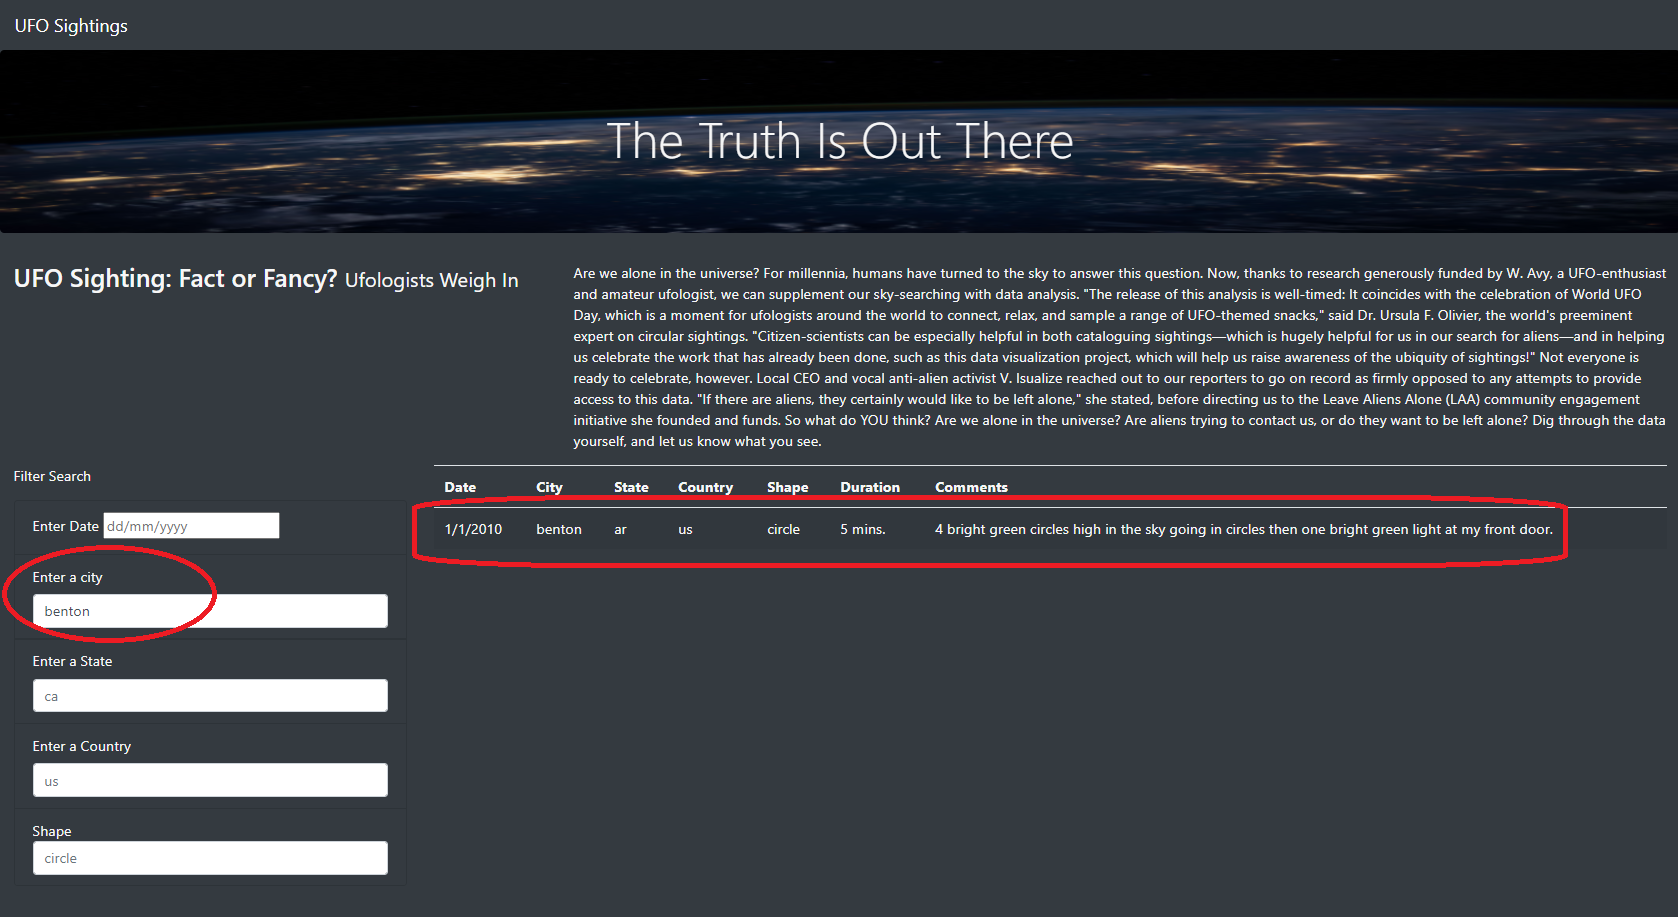 UFO Sightings
The Truth Is Out There
UFO Sighting: Fact or Fancy? Ufologists Weigh In
Are we alone in the universe? For millennia, humans have turned to the sky to answer this question. Now, thanks to research generously funded by W. Avy, a UFO-enthusiast
and amateur ufologist, we can supplement our sky-searching with data analysis. "The release of this analysis is well-timed: It coincides with the celebration of World UFO
Day, which is a moment for ufologists around the world to connect, relax, and sample a range of UFO-themed snacks," said Dr. Ursula F. Olivier, the world's preeminent
expert on circular sightings. "Citizen-scientists can be especially helpful in both cataloguing sightings—which is hugely helpful for us in our search for aliens—and in helping
us celebrate the work that has already been done, such as this data visualization project, which will help us raise awareness of the ubiquity of sightings!" Not everyone is
ready to celebrate, however. Local CEO and vocal anti-alien activist V. Isualize reached out to our reporters to go on record as firmly opposed to any attempts to provide
access to this data. "If there are aliens, they certainly would like to be left alone," she stated, before directing us to the Leave Aliens Alone (LAA) community engagement
initiative she founded and funds. So what do YOU think? Are we alone in the universe? Are aliens trying to contact us, or do they want to be left alone? Dig through the data
yourself, and let us know what you see.
Filter Search
Enter Date dd/mm/yyyy
Enter a city
benton
Enter a State
ca
Enter a Country
us
Shape
circle
Date City State Country Shape Duration Comments
1/1/2010 benton ar us circle 5 mins. 4 bright green circles high in the sky going in circles then one bright green light at my front door.